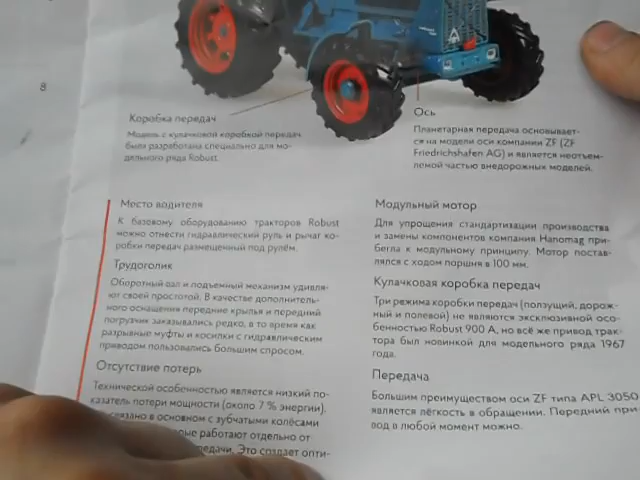 8
Коробка передач
Модель с кулачковой коробкой передач
была разработана специально для мо-
дельного ряда Robust.
Ось
Планетарная передача основывает-
ся на модели оси компании ZF (ZF
Friedrichshafen AG) и является неотъем-
лемой частью внедорожных моделей.
Место водителя
К базовому оборудованию тракторов Robust
можно отнести гидравлический руль и рычаг ко-
робки передач размещенный под рулём.
Трудоголик
Оборотный вал и подъемный механизм удивля-
ют своей простотой. В качестве дополнитель-
ного оснащения передние крылья и передний
погрузчик заказывались редко, в то время как
разрывные муфты и косилки с гидравлическим
приводом пользовались большим спросом.
Отсутствие потерь
Технической особенностью является низкий по-
казатель потери мощности (около 7 % энергии).
связано в основном с зубчатыми колёсами
работают отдельно от
Это создает опти-
Модульный мотор
Для упрощения стандартизации производства
и замены компонентов компания Hanomag при-
бегла к модульному принципу. Мотор постав-
лялся с ходом поршня в 100 мм.
Кулачковая коробка передач
Три режима коробки передач (ползущий, дорож-
ный и полевой) не являются эксклюзивной осо-
бенностью Robust 900 A, но всё же привод трак-
тора был новинкой для модельного ряда 1967
года.
Передача
Большим преимуществом оси ZF типа APL 3050
является лёгкость в обращении. Передний при-
вод в любой момент можно